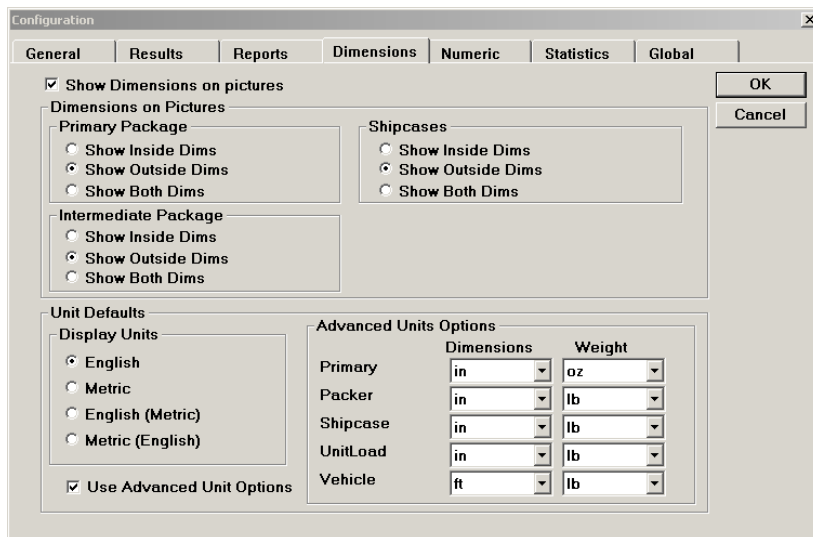 Configuration
General Results Reports Dimensions Numeric Statistics Global
Show Dimensions on pictures
OK
Cancel
Dimensions on Pictures
Primary Package
Show Inside Dims
Show Outside Dims
Show Both Dims
Shipcases
Show Inside Dims
Show Outside Dims
Show Both Dims
Intermediate Package
Show Inside Dims
Show Outside Dims
Show Both Dims
Unit Defaults
Display Units
English
Metric
English (Metric)
Metric (English)
Use Advanced Unit Options
Advanced Units Options
Dimensions Weight
Primary in oz
Packer in lb
Shipcase in lb
UnitLoad in lb
Vehicle ft lb